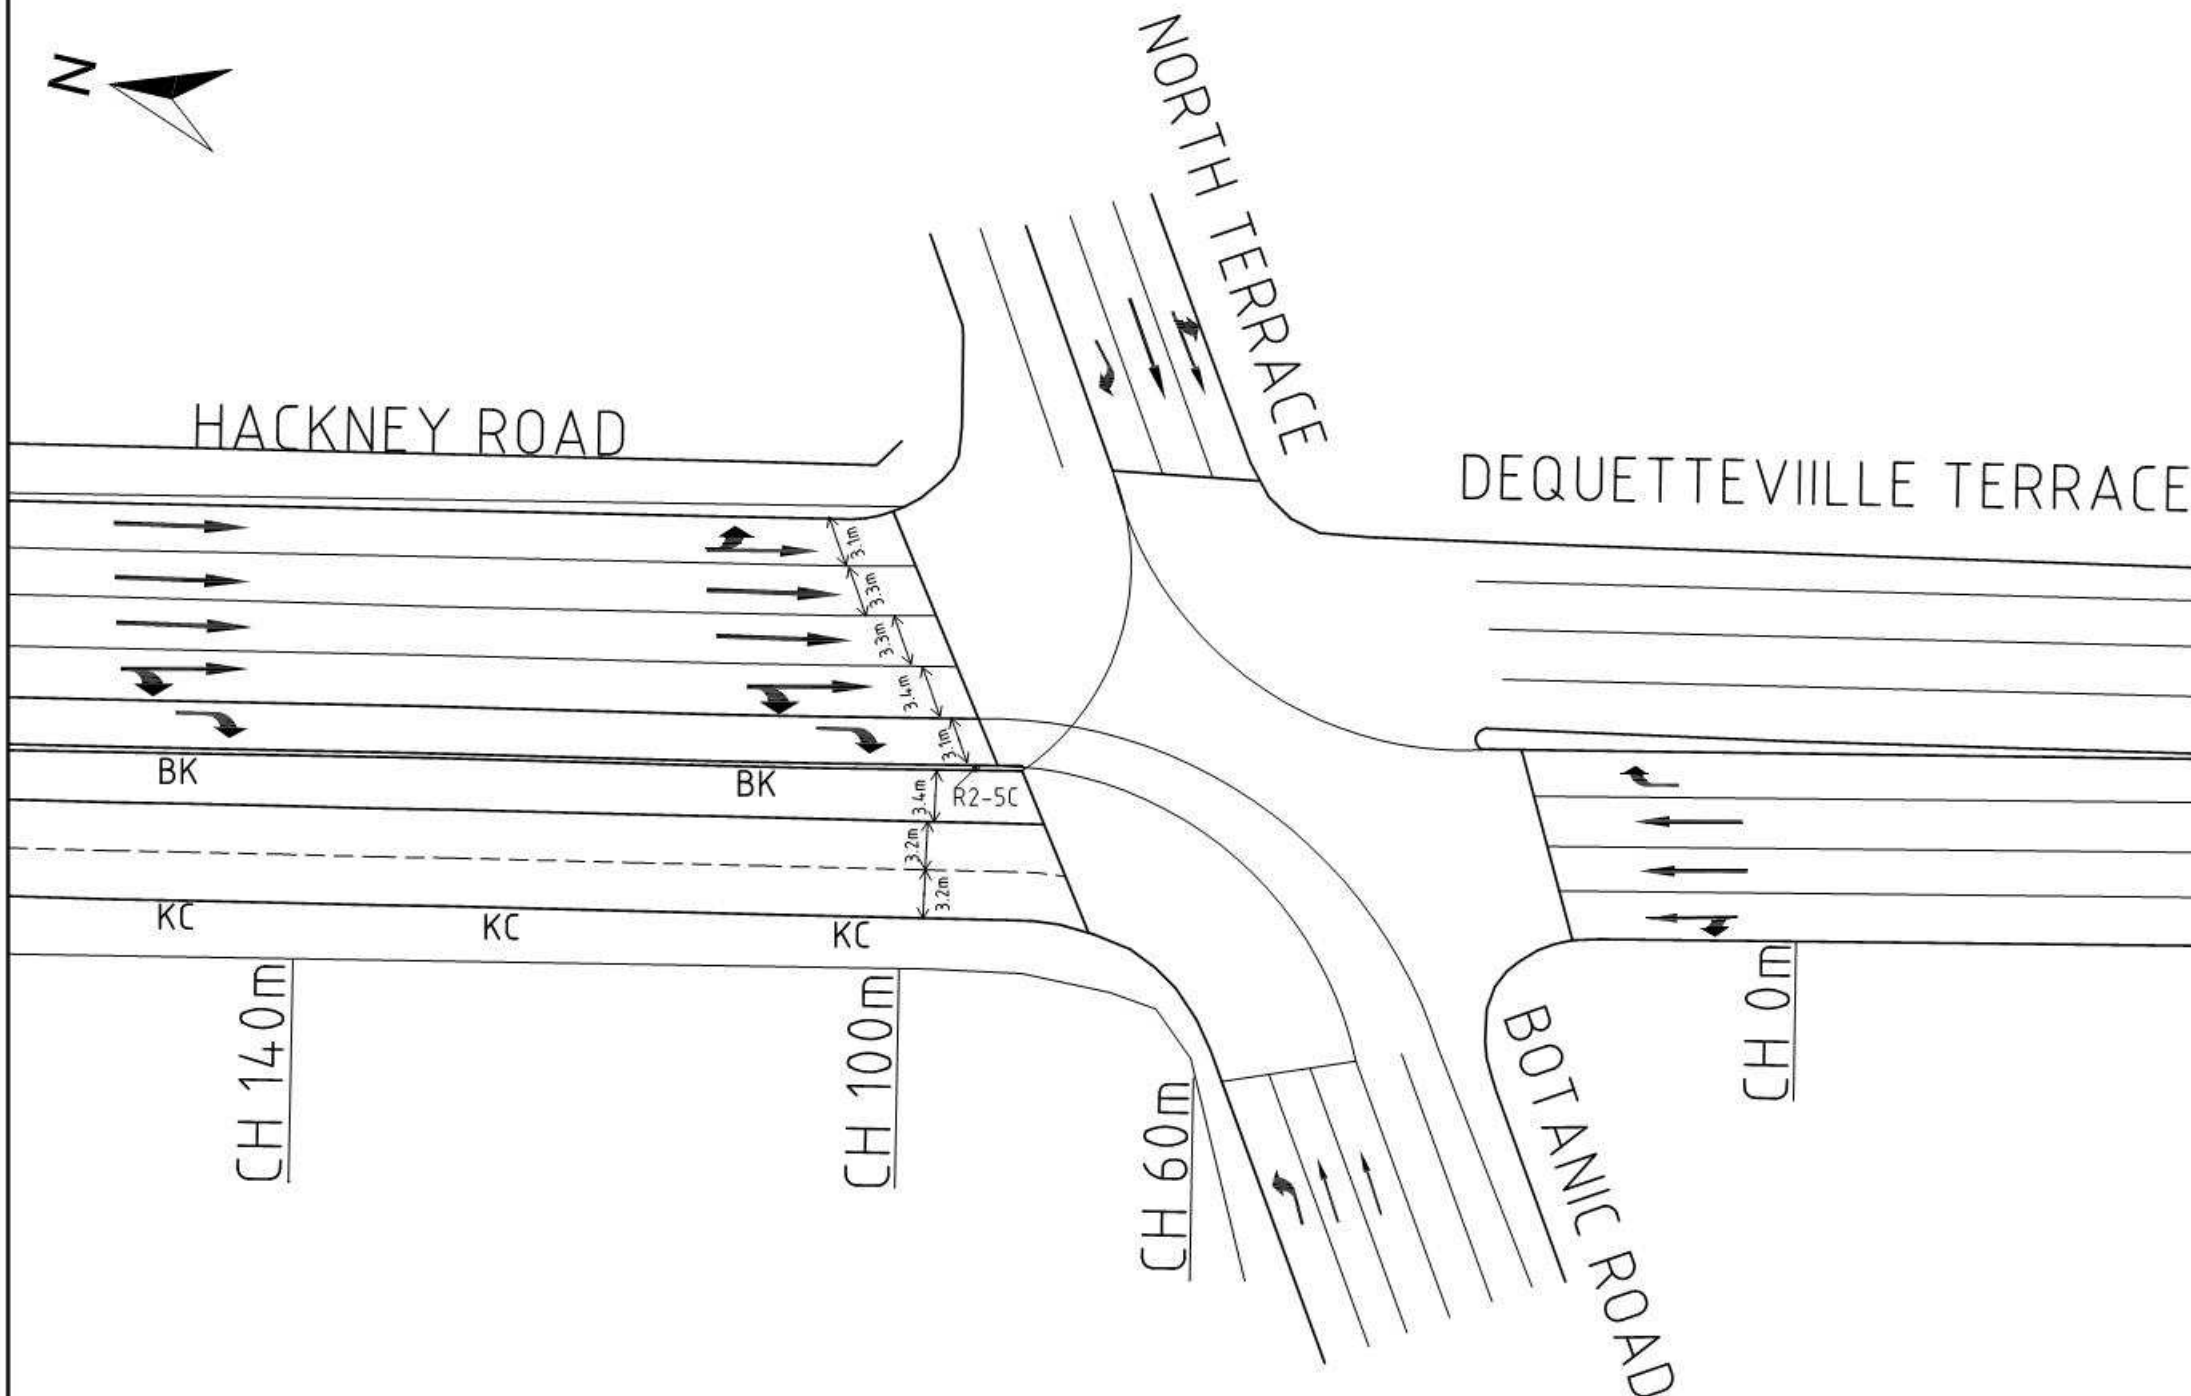 N
NORTH TERRACE
HACKNEY ROAD
DEQUETTEVIILLE TERRACE
3.1m
3.3m
3.3m
3.4m
3.1m
BK
BK
R2-5C
3.4m
3.2m
3.2m
KC
KC
KC
CH 140m
CH 100m
CH 60m
CH 0m
BOTANIC ROAD